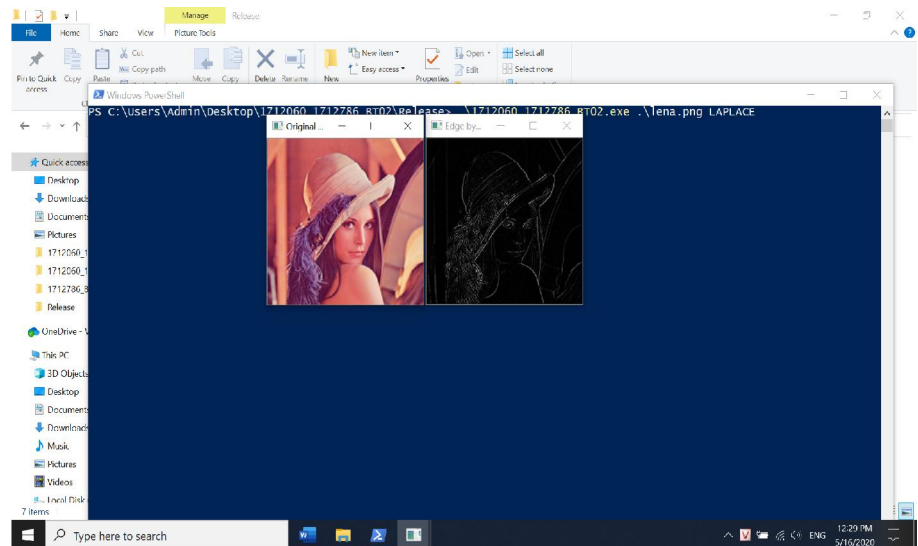 Manage
Release
File
Home
Share
View
Picture Tools
Cut
Copy path
New item
Easy access
Open
Edit
Select all
Select none
Pin to Quick access
Copy
Paste
Move
Copy
Delete
Rename
New
Properties
Windows PowerShell
PS C:\Users\Admin\Desktop\1712060_1712786_BT02\Release> .\1712060_1712786_BT02.exe .\lena.png LAPLACE
Original ...
Edge by...
Quick access
Desktop
Downloads
Documents
Pictures
1712060_1
1712060_1
1712786_B
Release
OneDrive - V
This PC
3D Objects
Desktop
Documents
Downloads
Music
Pictures
Videos
Local Disk
7 items
Type here to search
ENG
12:29 PM
5/16/2020